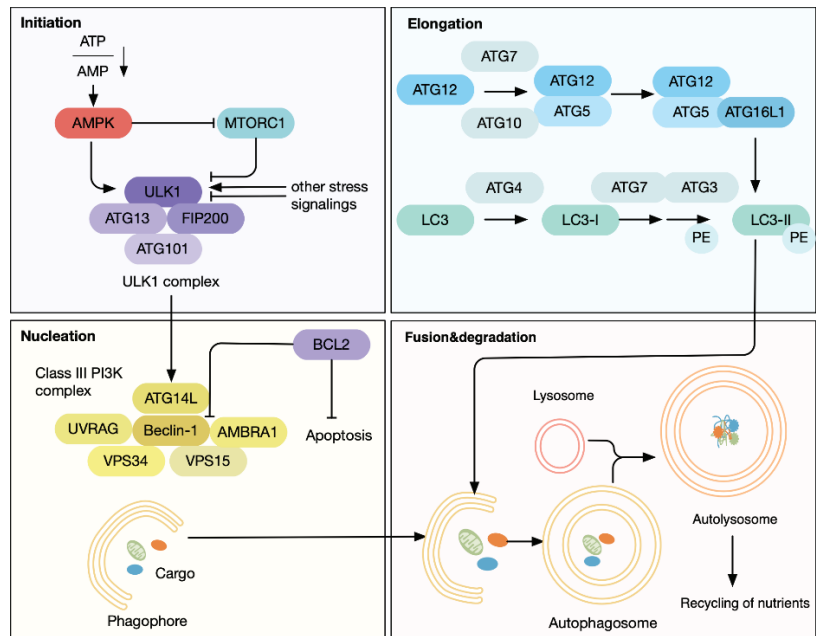 Initiation
ATP
AMP
AMPK
MTORC1
ULK1
other stress
signalings
ATG13
FIP200
ATG101
ULK1 complex
Elongation
ATG7
ATG12
ATG12
ATG12
ATG5
ATG5
ATG16L1
ATG10
ATG4
ATG7
ATG3
LC3
LC3-I
LC3-II
PE
PE
Nucleation
BCL2
Class III PI3K
complex
ATG14L
UVRAG
Beclin-1
AMBRA1
Apoptosis
VPS34
VPS15
Cargo
Phagophore
Fusion&degradation
Lysosome
Autolysosome
Autophagosome
Recycling of nutrients